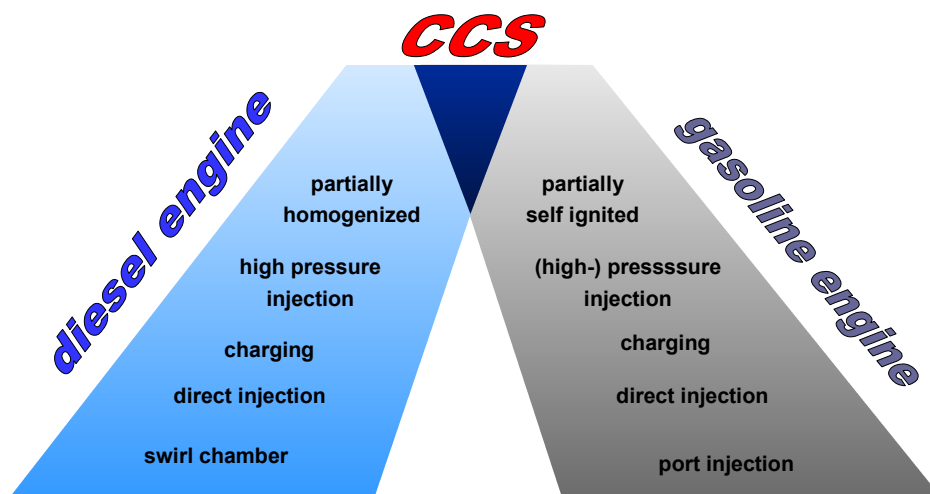 CCS
diesel engine
gasoline engine
partially
homogenized
high pressure
injection
charging
direct injection
swirl chamber
partially
self ignited
(high-) pressssure
injection
charging
direct injection
port injection